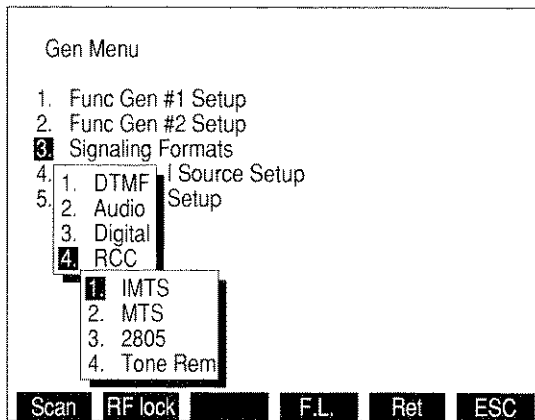 Gen Menu
1. Func Gen #1 Setup
2. Func Gen #2 Setup
3. Signaling Formats
4. l Source Setup
5. Setup
1. DTMF
2. Audio
3. Digital
4. RCC
1. IMTS
2. MTS
3. 2805
4. Tone Rem
Scan RF lock F.L. Ret ESC